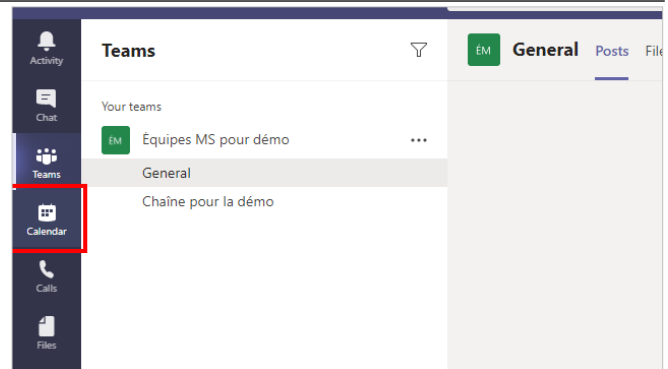 Activity
Chat
Teams
Calendar
Calls
Files
Teams
Your teams
ÉM Équipes MS pour démo ...
General
Chaîne pour la démo
ÉM General Posts File